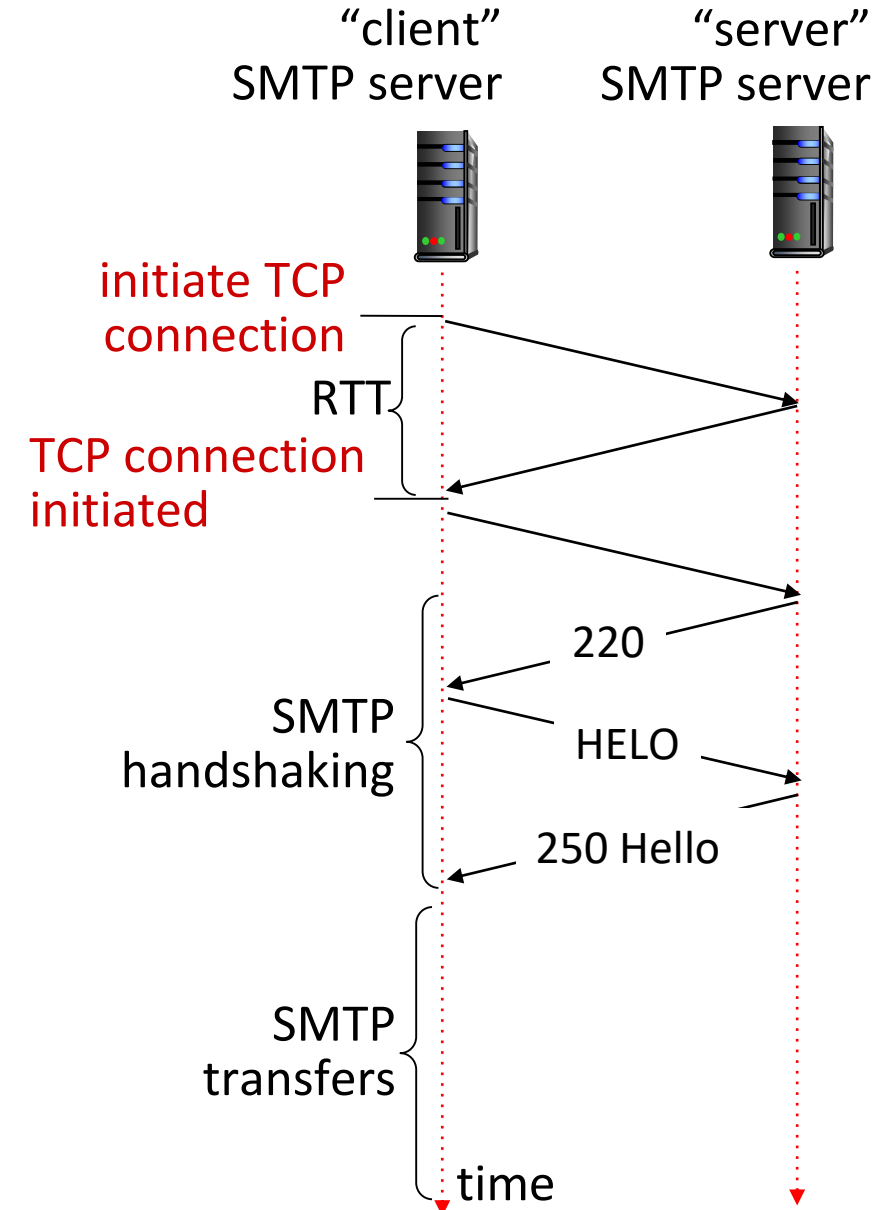 “client”
SMTP server
“server”
SMTP server
initiate TCP
connection
RTT
TCP connection
initiated
220
SMTP
handshaking
HELO
250 Hello
SMTP
transfers
time